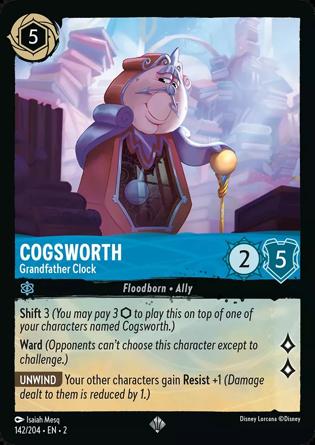 5
COGSWORTH
Grandfather Clock
2
5
Floodborn • Ally
Shift 3 (You may pay 3 ⬡ to play this on top of one of
your characters named Cogsworth.)
Ward (Opponents can't choose this character except to
challenge.)
UNWIND Your other characters gain Resist +1 (Damage
dealt to them is reduced by 1.)
Isaiah Mesq
142/204 • EN • 2
Disney Lorcana ©Disney